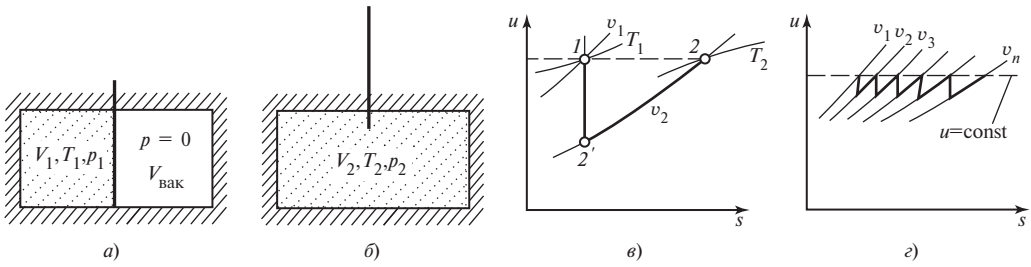 V₁, T₁, p₁
p = 0
Vвак
а)
V₂, T₂, p₂
б)
u
1
v₁
T₁
2
T₂
v₂
2′
s
в)
u
v₁ v₂ v₃
vₙ
u=const
s
г)